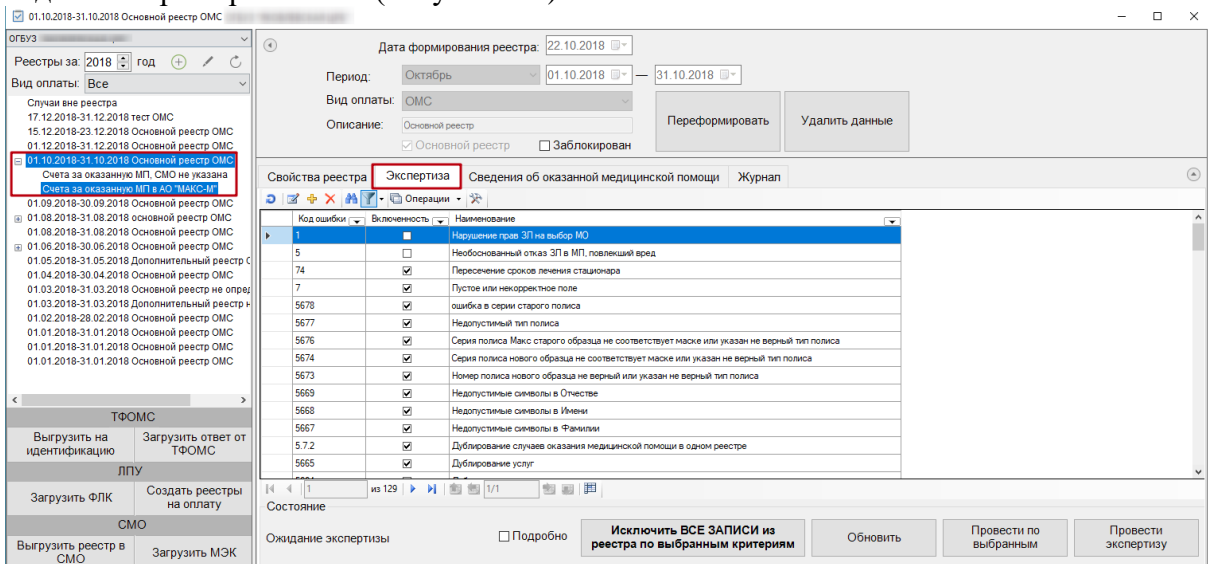 01.10.2018-31.10.2018 Основной реестр ОМС
ОГБУЗ
Реестры за: 2018 год
Вид оплаты: Все
Случаи вне реестра
17.12.2018-31.12.2018 тест ОМС
15.12.2018-23.12.2018 Основной реестр ОМС
01.12.2018-31.12.2018 Основной реестр ОМС
01.10.2018-31.10.2018 Основной реестр ОМС
Счета за оказанную МП, СМО не указана
Счета за оказанную МП в АО "МАКС-М"
01.09.2018-30.09.2018 Основной реестр ОМС
01.08.2018-31.08.2018 основной реестр ОМС
01.08.2018-31.08.2018 Основной реестр ОМС
01.06.2018-30.06.2018 Основной реестр ОМС
01.05.2018-31.05.2018 Дополнительный реестр
01.04.2018-30.04.2018 Основной реестр ОМС
01.03.2018-31.03.2018 Основной реестр не опред
01.03.2018-31.03.2018 Дополнительный реестр н
01.02.2018-28.02.2018 Основной реестр ОМС
01.01.2018-31.01.2018 Основной реестр ОМС
01.01.2018-31.01.2018 Основной реестр ОМС
01.01.2018-31.01.2018 Основной реестр ОМС
ТФОМС
Выгрузить на идентификацию
Загрузить ответ от ТФОМС
ЛПУ
Загрузить ФЛК
Создать реестры на оплату
СМО
Выгрузить реестр в СМО
Загрузить МЭК
Дата формирования реестра: 22.10.2018
Период: Октябрь 01.10.2018 — 31.10.2018
Вид оплаты: ОМС
Описание: Основной реестр
Основной реестр Заблокирован
Переформировать
Удалить данные
Свойства реестра Экспертиза Сведения об оказанной медицинской помощи Журнал
Операции
Код ошибки Включенность Наименование
1 Нарушение прав ЗЛ на выбор МО
5 Необоснованный отказ ЗЛ в МП, повлекший вред
74 Пересечение сроков лечения стационара
7 Пустое или некорректное поле
5678 ошибка в серии старого полиса
5677 Недопустимый тип полиса
5676 Серия полиса Макс старого образца не соответствует маске или указан не верный тип полиса
5674 Серия полиса нового образца не соответствует маске или указан не верный тип полиса
5673 Номер полиса нового образца не верный или указан не верный тип полиса
5669 Недопустимые символы в Отчестве
5668 Недопустимые символы в Имени
5667 Недопустимые символы в Фамилии
5.7.2 Дублирование случаев оказания медицинской помощи в одном реестре
5665 Дублирование услуг
1 из 129 1/1
Состояние
Ожидание экспертизы
Подробно
Исключить ВСЕ ЗАПИСИ из
реестра по выбранным критериям
Обновить
Провести по выбранным
Провести экспертизу